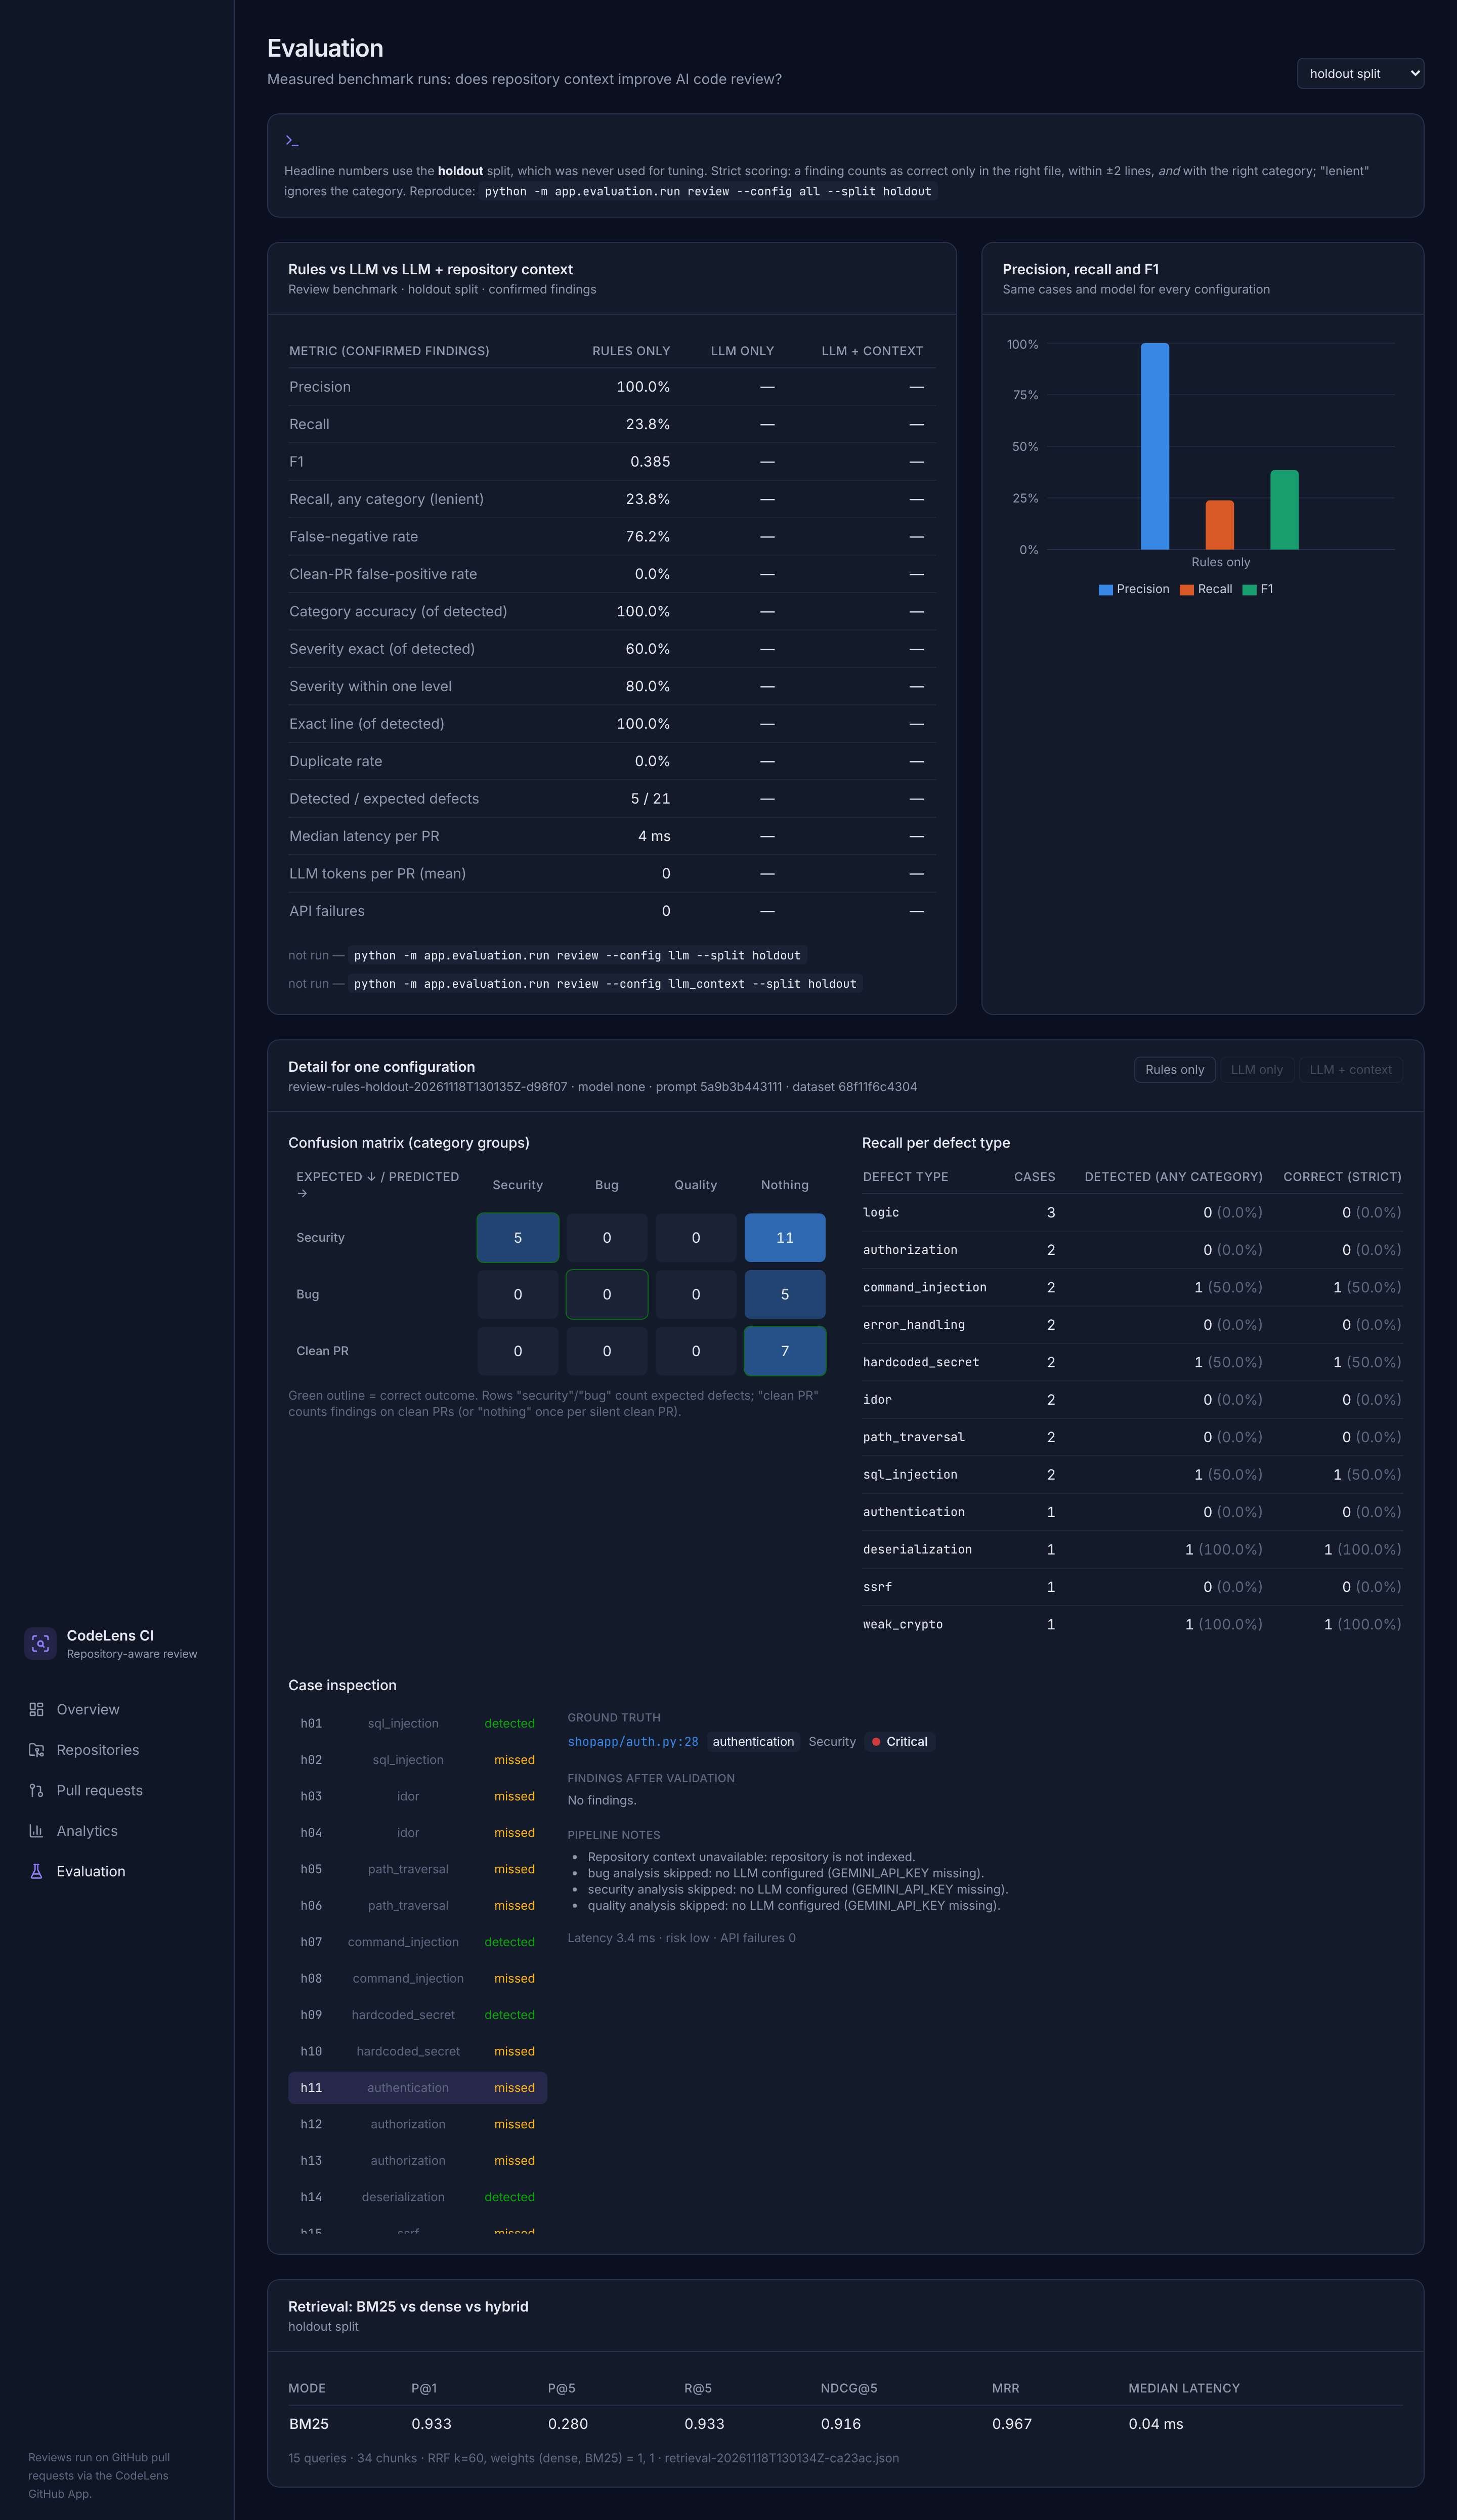 Evaluation
Measured benchmark runs: does repository context improve AI code review?
holdout split
Headline numbers use the holdout split, which was never used for tuning. Strict scoring: a finding counts as correct only in the right file, within ±2 lines, and with the right category; "lenient"
ignores the category. Reproduce: python -m app.evaluation.run review --config all --split holdout
Rules vs LLM vs LLM + repository context
Review benchmark · holdout split · confirmed findings
METRIC (CONFIRMED FINDINGS) RULES ONLY LLM ONLY LLM + CONTEXT
Precision 100.0% — —
Recall 23.8% — —
F1 0.385 — —
Recall, any category (lenient) 23.8% — —
False-negative rate 76.2% — —
Clean-PR false-positive rate 0.0% — —
Category accuracy (of detected) 100.0% — —
Severity exact (of detected) 60.0% — —
Severity within one level 80.0% — —
Exact line (of detected) 100.0% — —
Duplicate rate 0.0% — —
Detected / expected defects 5 / 21 — —
Median latency per PR 4 ms — —
LLM tokens per PR (mean) 0 — —
API failures 0 — —
not run — python -m app.evaluation.run review --config llm --split holdout
not run — python -m app.evaluation.run review --config llm_context --split holdout
Precision, recall and F1
Same cases and model for every configuration
100%
75%
50%
25%
0%
Rules only
Precision Recall F1
Detail for one configuration
review-rules-holdout-20261118T130135Z-d98f07 · model none · prompt 5a9b3b443111 · dataset 68f11f6c4304
Rules only LLM only LLM + context
Confusion matrix (category groups)
EXPECTED ↓ / PREDICTED
→
Security Bug Quality Nothing
Security 5 0 0 11
Bug 0 0 0 5
Clean PR 0 0 0 7
Green outline = correct outcome. Rows "security"/"bug" count expected defects; "clean PR"
counts findings on clean PRs (or "nothing" once per silent clean PR).
Recall per defect type
DEFECT TYPE CASES DETECTED (ANY CATEGORY) CORRECT (STRICT)
logic 3 0 (0.0%) 0 (0.0%)
authorization 2 0 (0.0%) 0 (0.0%)
command_injection 2 1 (50.0%) 1 (50.0%)
error_handling 2 0 (0.0%) 0 (0.0%)
hardcoded_secret 2 1 (50.0%) 1 (50.0%)
idor 2 0 (0.0%) 0 (0.0%)
path_traversal 2 0 (0.0%) 0 (0.0%)
sql_injection 2 1 (50.0%) 1 (50.0%)
authentication 1 0 (0.0%) 0 (0.0%)
deserialization 1 1 (100.0%) 1 (100.0%)
ssrf 1 0 (0.0%) 0 (0.0%)
weak_crypto 1 1 (100.0%) 1 (100.0%)
Case inspection
h01 sql_injection detected
h02 sql_injection missed
h03 idor missed
h04 idor missed
h05 path_traversal missed
h06 path_traversal missed
h07 command_injection detected
h08 command_injection missed
h09 hardcoded_secret detected
h10 hardcoded_secret missed
h11 authentication missed
h12 authorization missed
h13 authorization missed
h14 deserialization detected
h15 ssrf missed
GROUND TRUTH
shopapp/auth.py:28 authentication Security Critical
FINDINGS AFTER VALIDATION
No findings.
PIPELINE NOTES
• Repository context unavailable: repository is not indexed.
• bug analysis skipped: no LLM configured (GEMINI_API_KEY missing).
• security analysis skipped: no LLM configured (GEMINI_API_KEY missing).
• quality analysis skipped: no LLM configured (GEMINI_API_KEY missing).
Latency 3.4 ms · risk low · API failures 0
Retrieval: BM25 vs dense vs hybrid
holdout split
MODE P@1 P@5 R@5 NDCG@5 MRR MEDIAN LATENCY
BM25 0.933 0.280 0.933 0.916 0.967 0.04 ms
15 queries · 34 chunks · RRF k=60, weights (dense, BM25) = 1, 1 · retrieval-20261118T130134Z-ca23ac.json
CodeLens CI
Repository-aware review
Overview
Repositories
Pull requests
Analytics
Evaluation
Reviews run on GitHub pull
requests via the CodeLens
GitHub App.